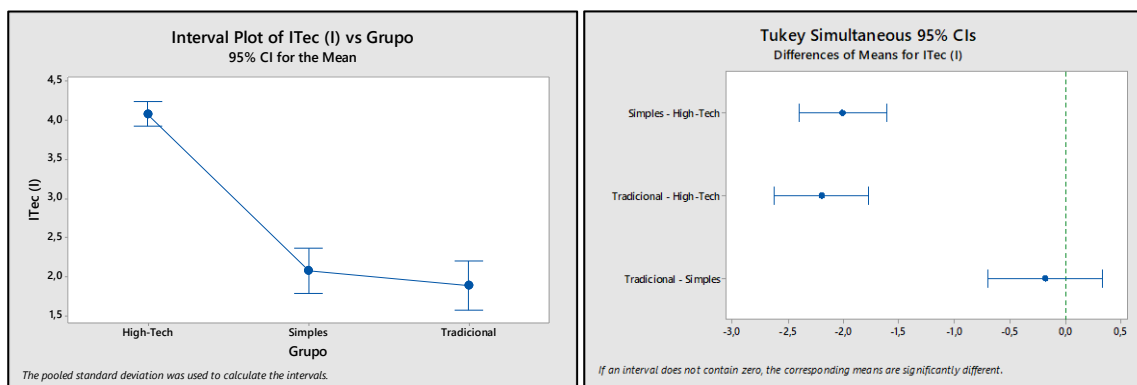 Interval Plot of ITec (I) vs Grupo
95% CI for the Mean
4,5
4,0
3,5
3,0
2,5
2,0
1,5
ITec (I)
High-Tech
Simples
Tradicional
Grupo
The pooled standard deviation was used to calculate the intervals.
Tukey Simultaneous 95% CIs
Differences of Means for ITec (I)
Simples - High-Tech
Tradicional - High-Tech
Tradicional - Simples
-3,0
-2,5
-2,0
-1,5
-1,0
-0,5
0,0
0,5
If an interval does not contain zero, the corresponding means are significantly different.